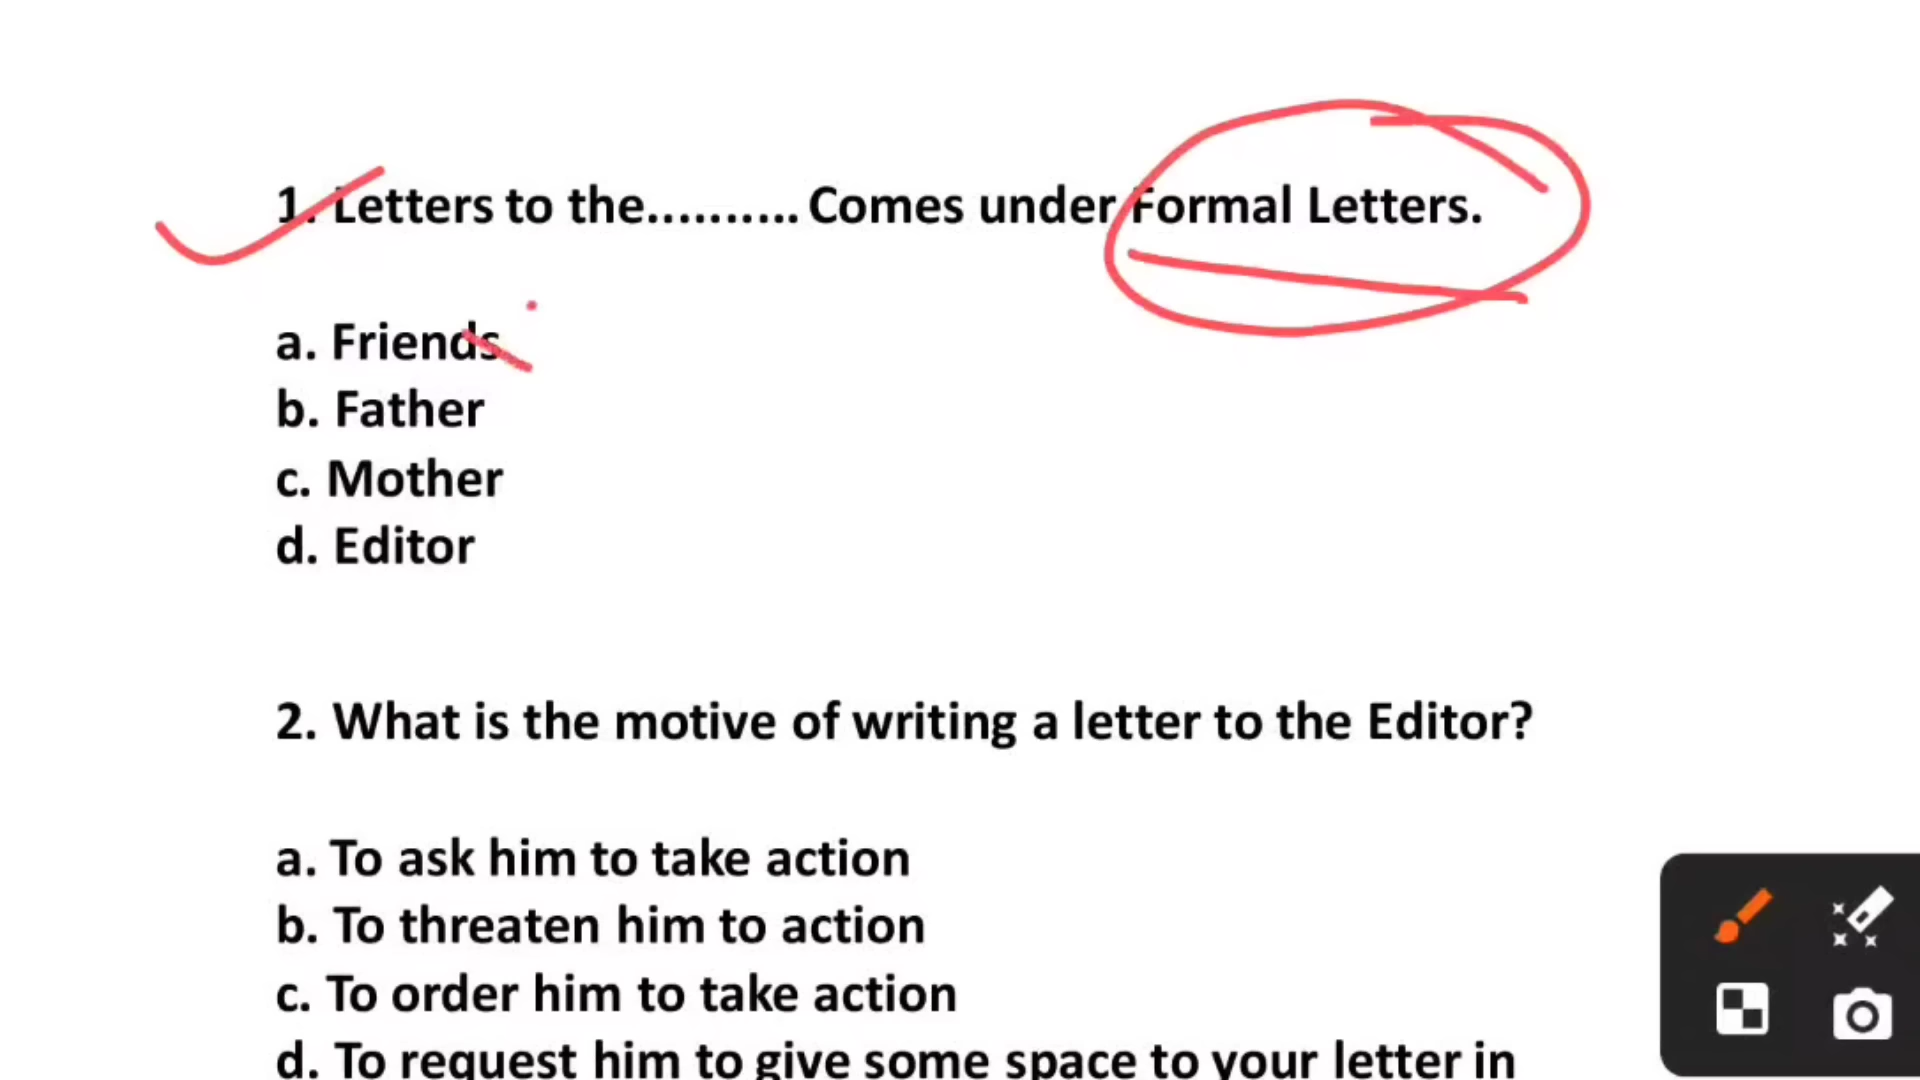 1. Letters to the.......... Comes under Formal Letters.
a. Friends
b. Father
c. Mother
d. Editor
2. What is the motive of writing a letter to the Editor?
a. To ask him to take action
b. To threaten him to action
c. To order him to take action
d. To request him to give some space to your letter in